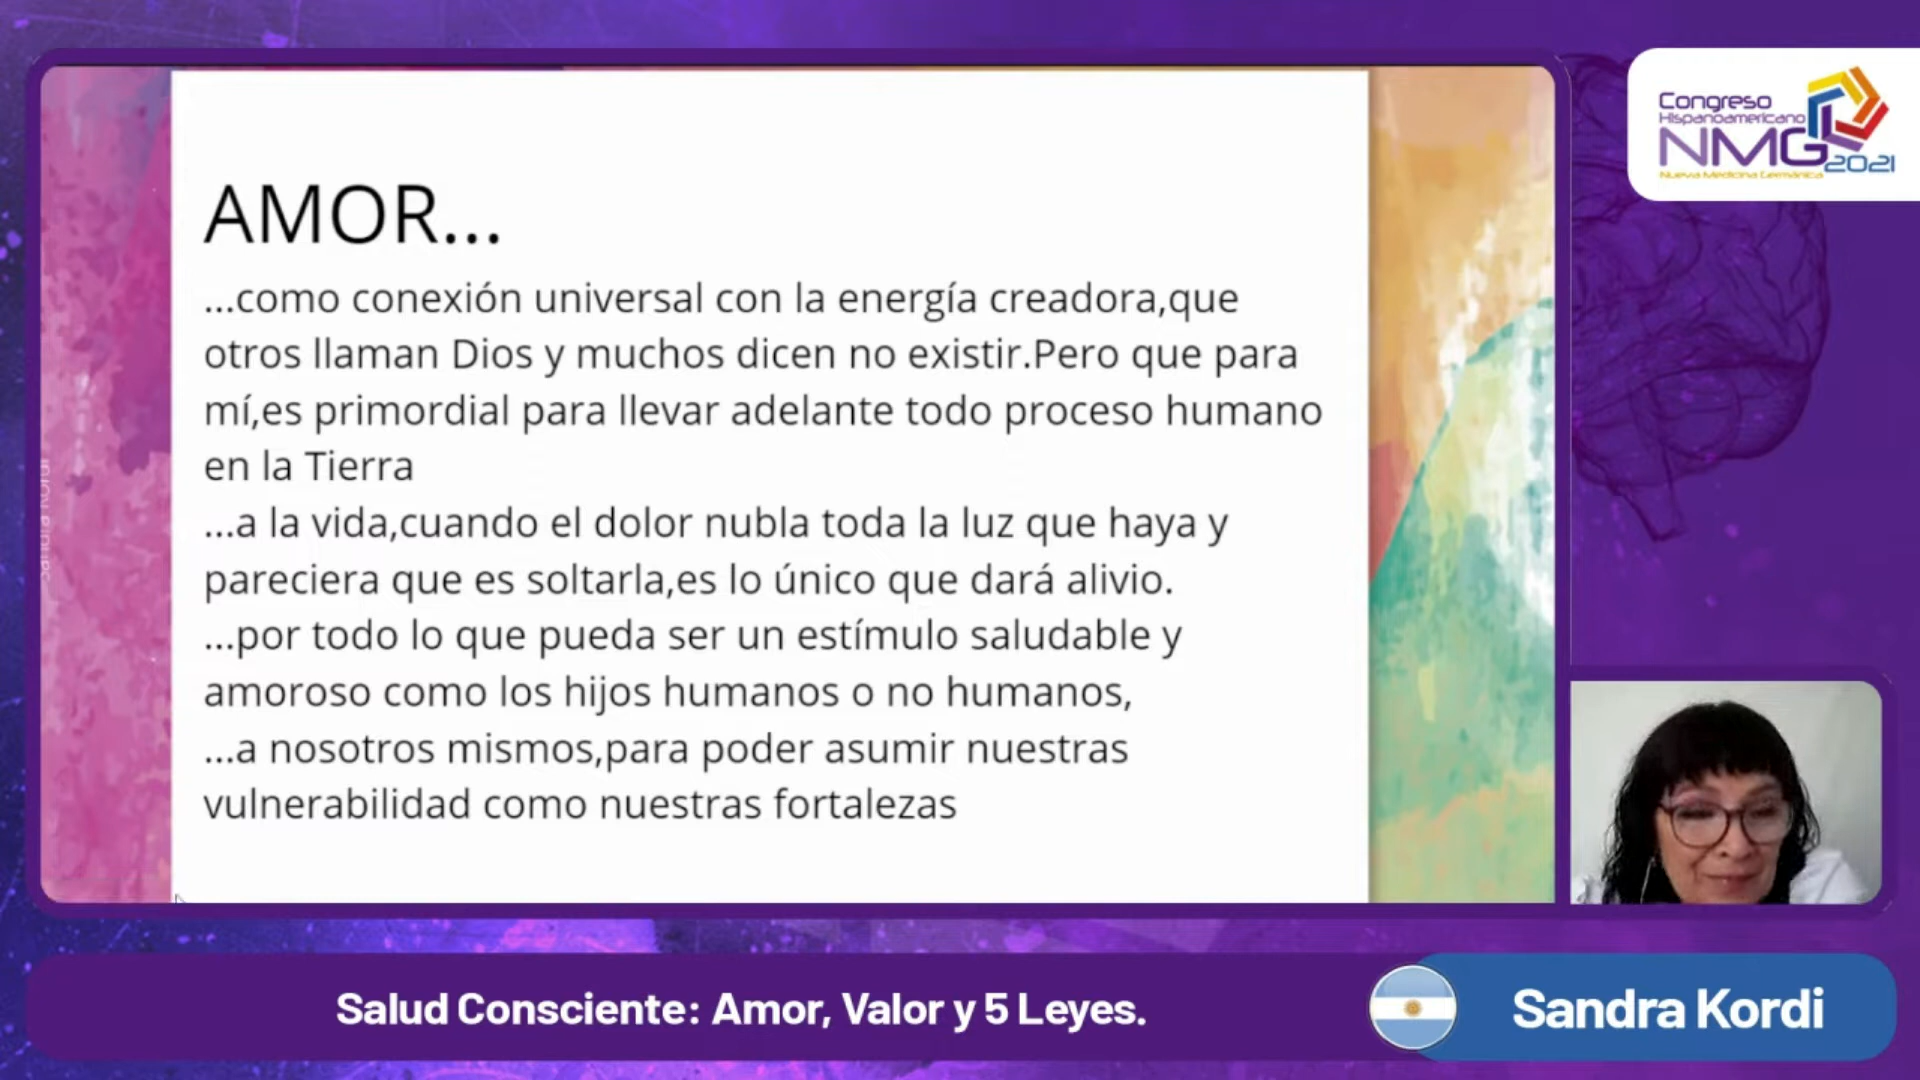 AMOR...
...como conexión universal con la energía creadora,que
otros llaman Dios y muchos dicen no existir.Pero que para
mí,es primordial para llevar adelante todo proceso humano
en la Tierra
...a la vida,cuando el dolor nubla toda la luz que haya y
pareciera que es soltarla,es lo único que dará alivio.
...por todo lo que pueda ser un estímulo saludable y
amoroso como los hijos humanos o no humanos,
...a nosotros mismos,para poder asumir nuestras
vulnerabilidad como nuestras fortalezas
Congreso
Hispanoamericano
NMG 2021
Nueva Medicina Germánica
Salud Consciente: Amor, Valor y 5 Leyes.
Sandra Kordi